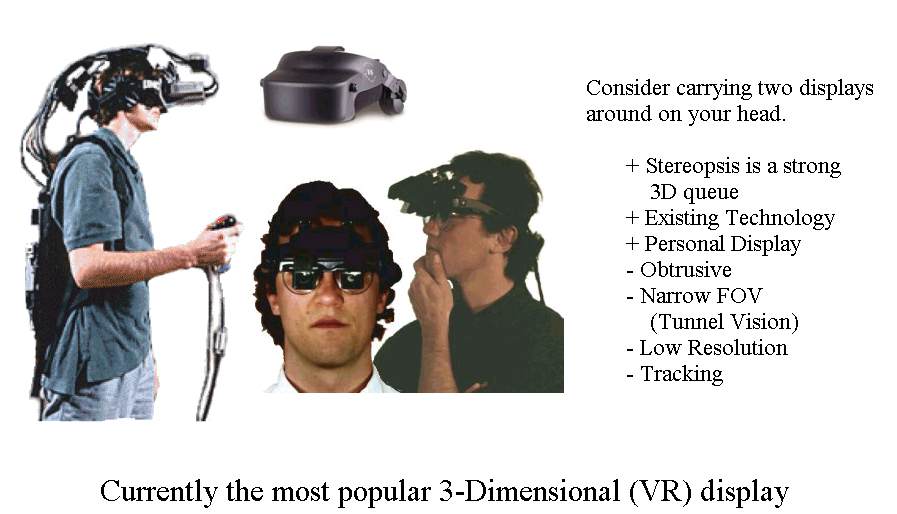 Consider carrying two displays
around on your head.
+ Stereopsis is a strong
3D queue
+ Existing Technology
+ Personal Display
- Obtrusive
- Narrow FOV
(Tunnel Vision)
- Low Resolution
- Tracking
Currently the most popular 3-Dimensional (VR) display